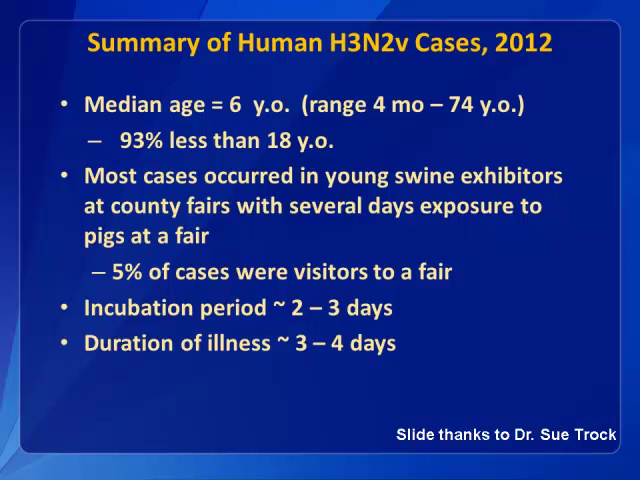 Summary of Human H3N2v Cases, 2012
• Median age = 6 y.o. (range 4 mo – 74 y.o.)
– 93% less than 18 y.o.
• Most cases occurred in young swine exhibitors
at county fairs with several days exposure to
pigs at a fair
– 5% of cases were visitors to a fair
• Incubation period ~ 2 – 3 days
• Duration of illness ~ 3 – 4 days
Slide thanks to Dr. Sue Trock